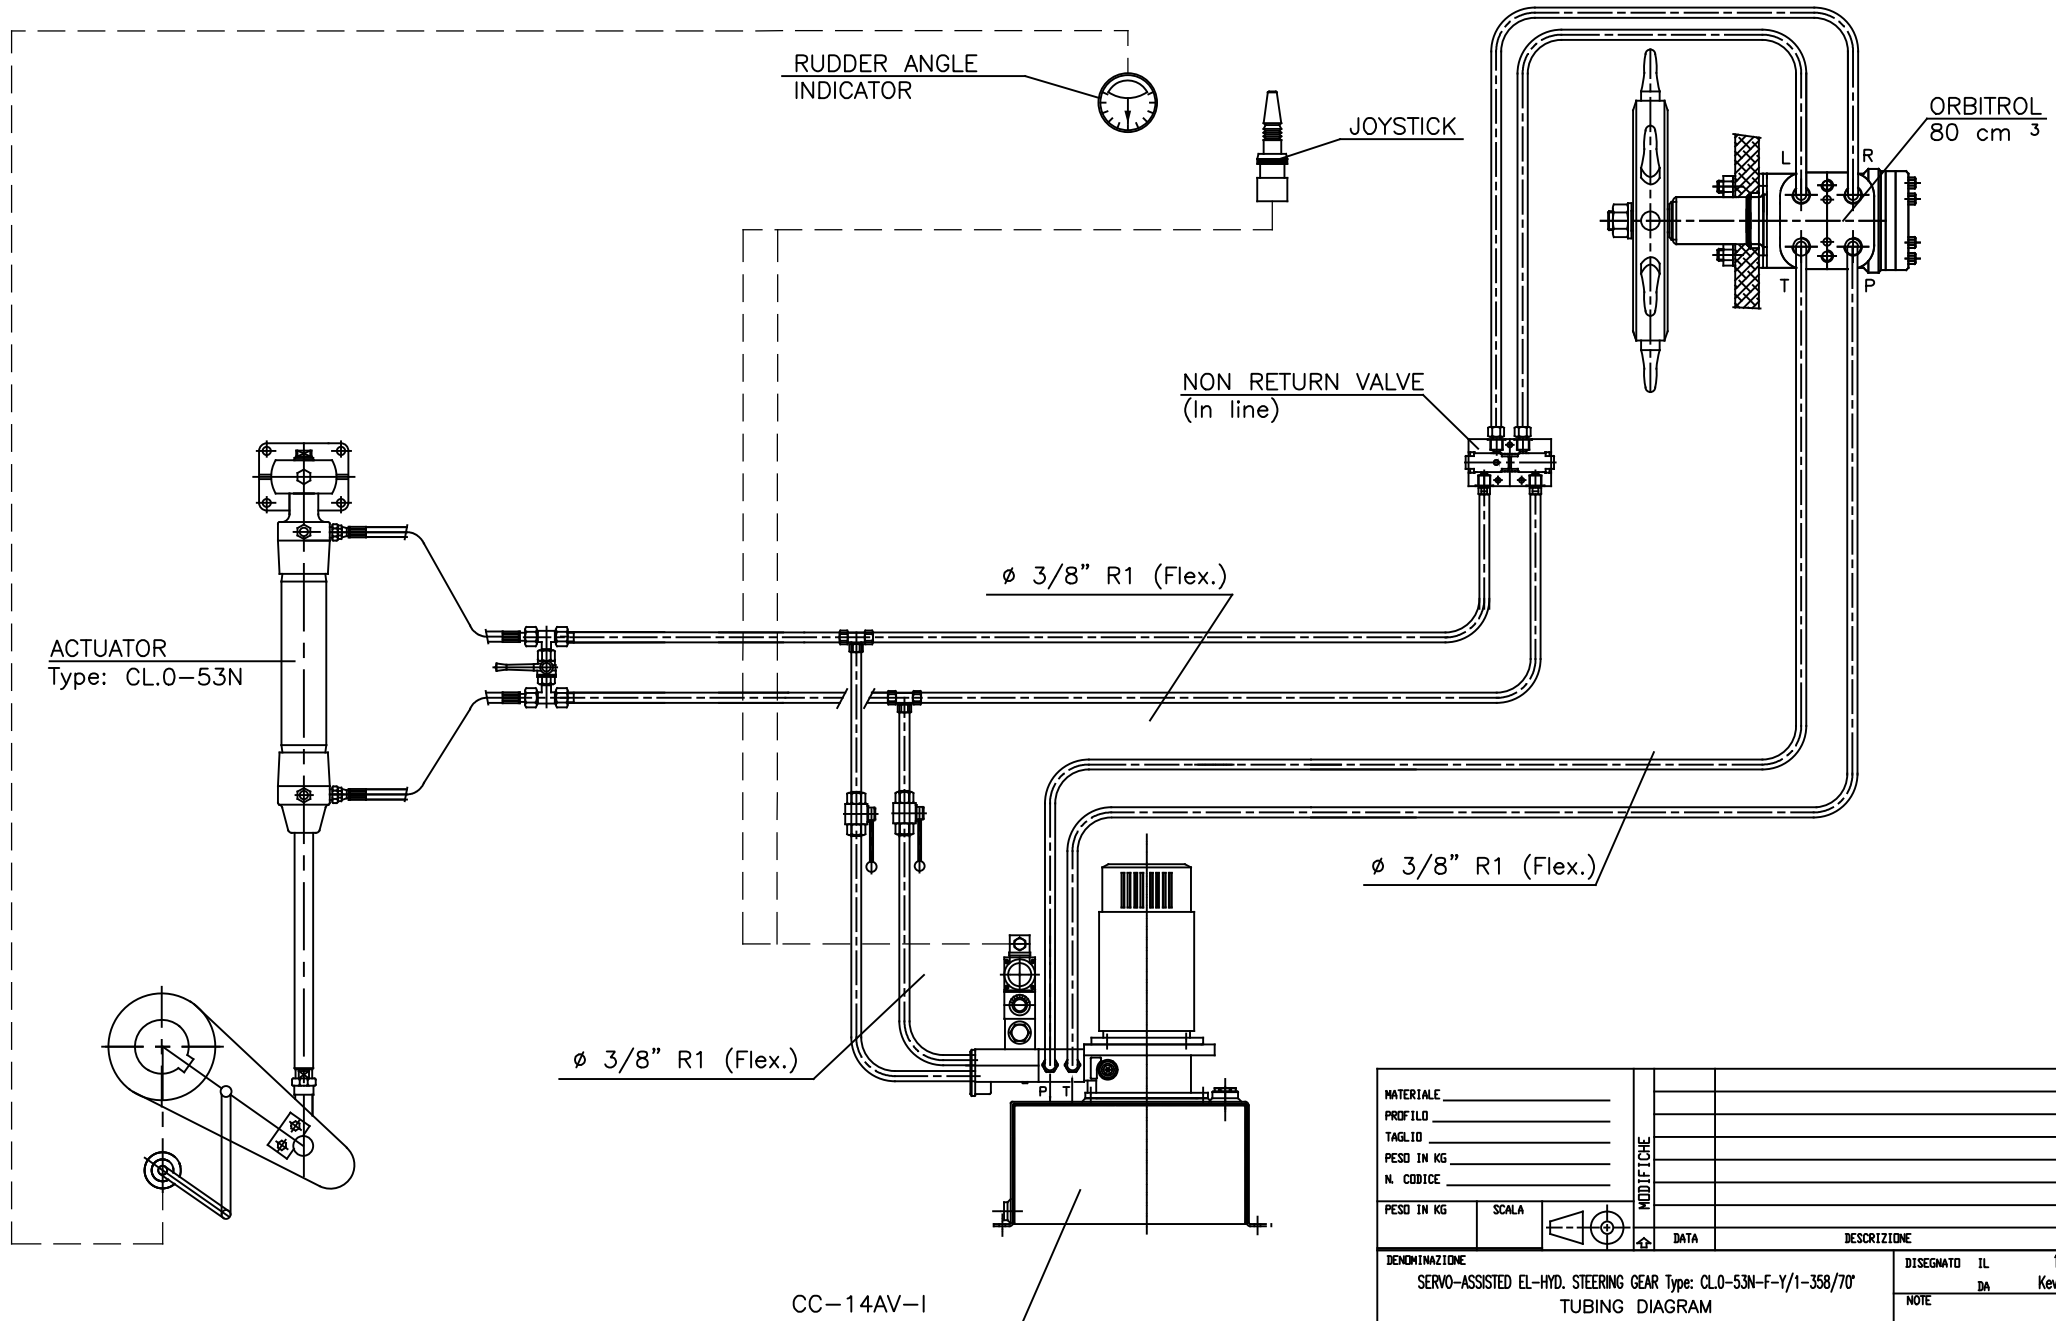 RUDDER ANGLE
INDICATOR
JOYSTICK
ORBITROL
80 cm ³
L R
T P
NON RETURN VALVE
(In line)
ø 3/8" R1 (Flex.)
ACTUATOR
Type: CL.0-53N
ø 3/8" R1 (Flex.)
ø 3/8" R1 (Flex.)
P T
CC-14AV-I
MATERIALE
PROFILO
TAGLIO
PESO IN KG
N. CODICE
MODIFICHE
PESO IN KG SCALA
DATA DESCRIZIONE
DENOMINAZIONE
SERVO-ASSISTED EL-HYD. STEERING GEAR Type: CL.0-53N-F-Y/1-358/70°
TUBING DIAGRAM
DISEGNATO IL
DA
NOTE